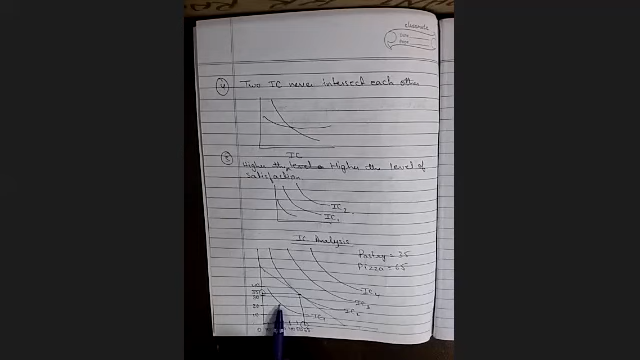 classmate
Date
Page
④ Two IC never intersect each other
IC
⑤ Higher the level Higher the level of
satisfaction
IC₂
IC₁
IC Analysis
Pastry = 35
Pizza = 65
IC₄
IC₃
IC₂
IC₁